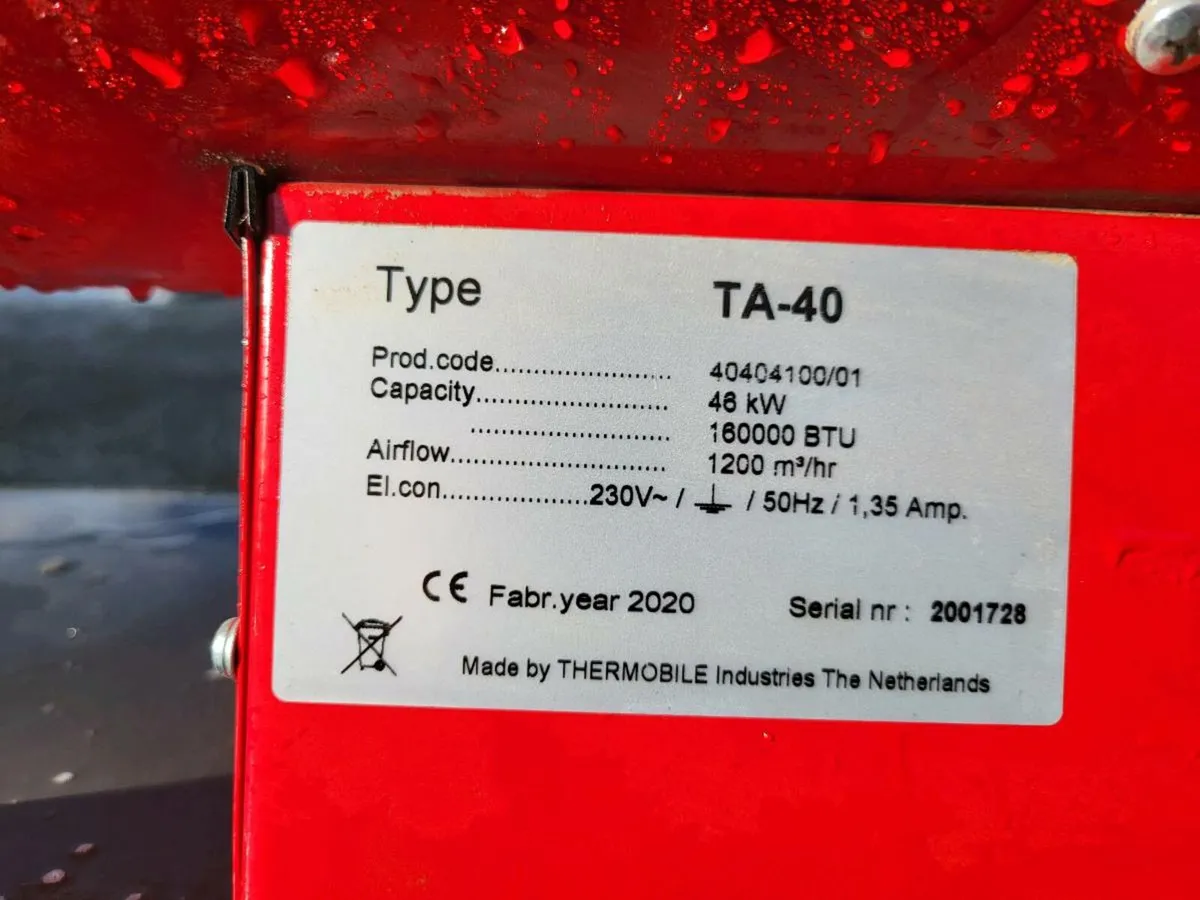 Type TA-40
Prod.code...................... 40404100/01
Capacity......................... 46 kW
.......................... 160000 BTU
Airflow............................ 1200 m³/hr
El.con...................230V~ / ⏚ / 50Hz / 1,35 Amp.
CE Fabr.year 2020 Serial nr : 2001728
Made by THERMOBILE Industries The Netherlands